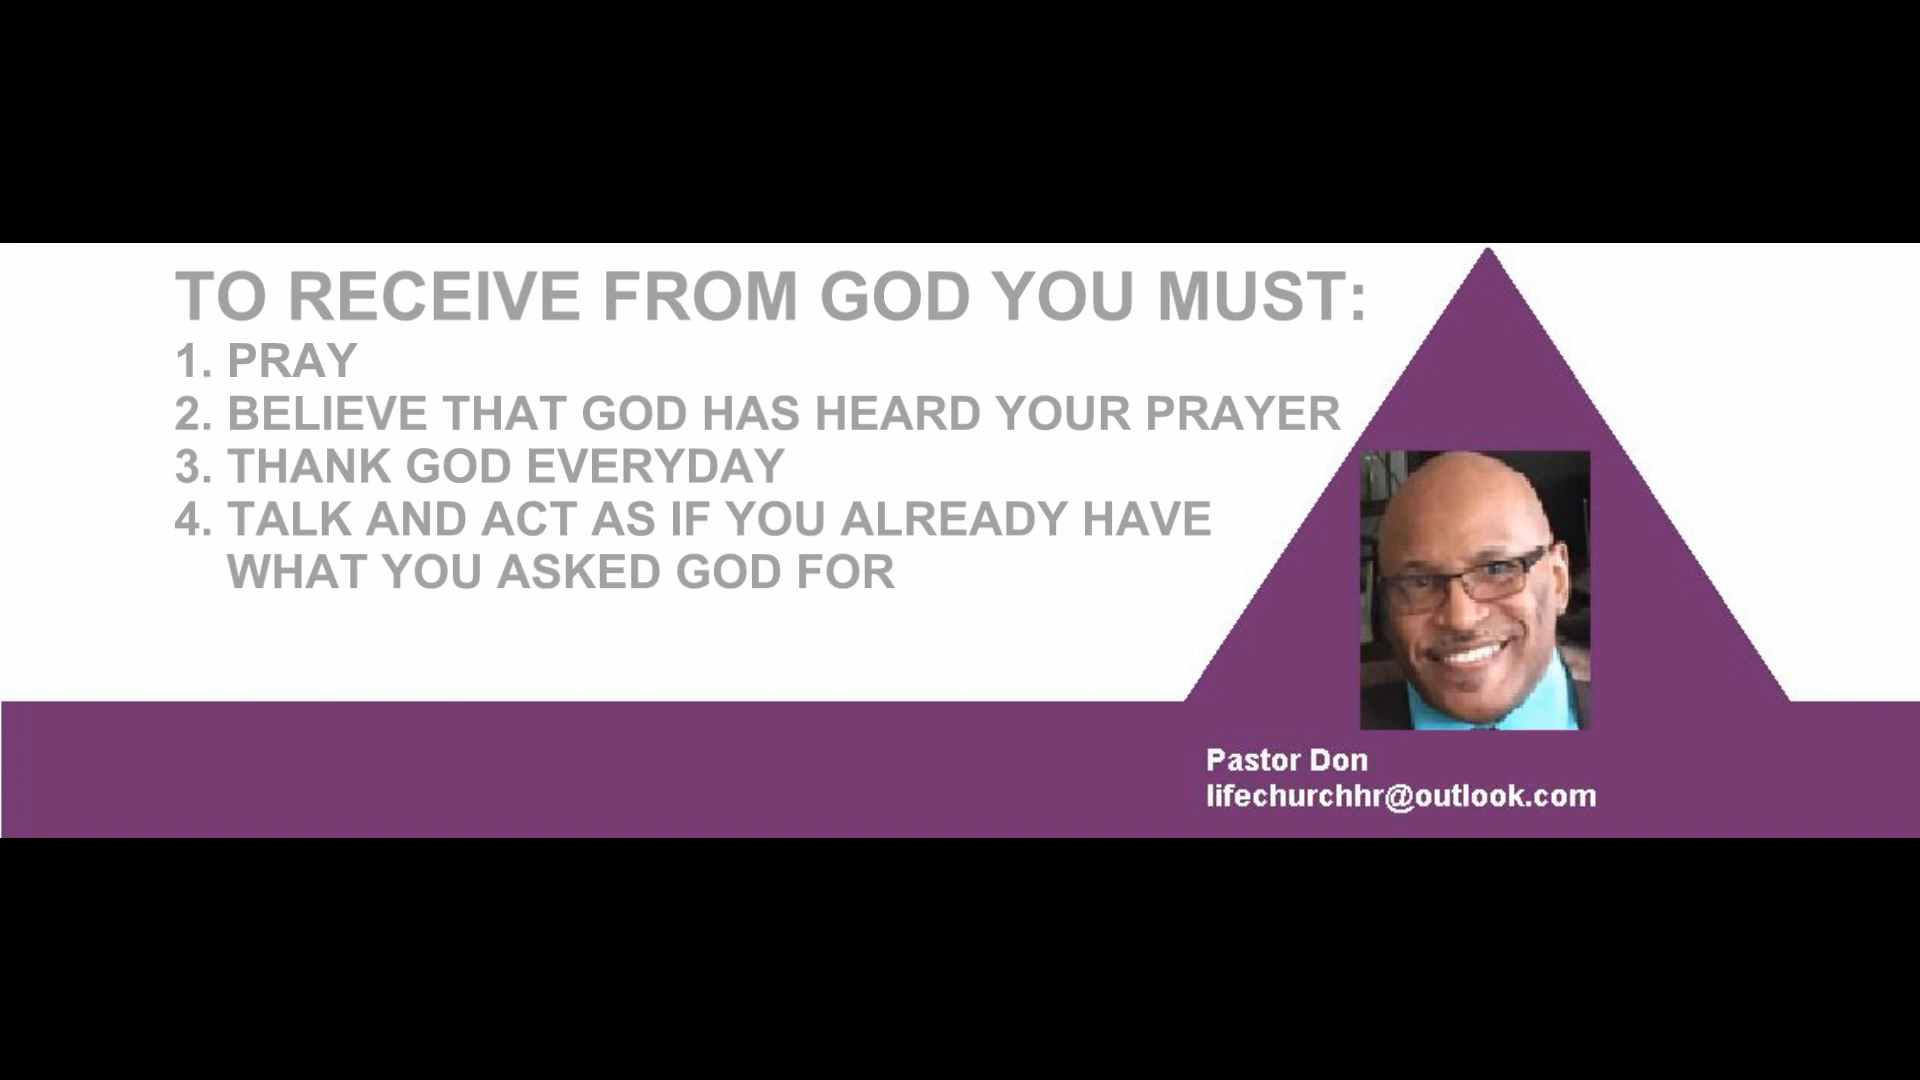 TO RECEIVE FROM GOD YOU MUST:
1. PRAY
2. BELIEVE THAT GOD HAS HEARD YOUR PRAYER
3. THANK GOD EVERYDAY
4. TALK AND ACT AS IF YOU ALREADY HAVE
WHAT YOU ASKED GOD FOR
Pastor Don
lifechurchhr@outlook.com